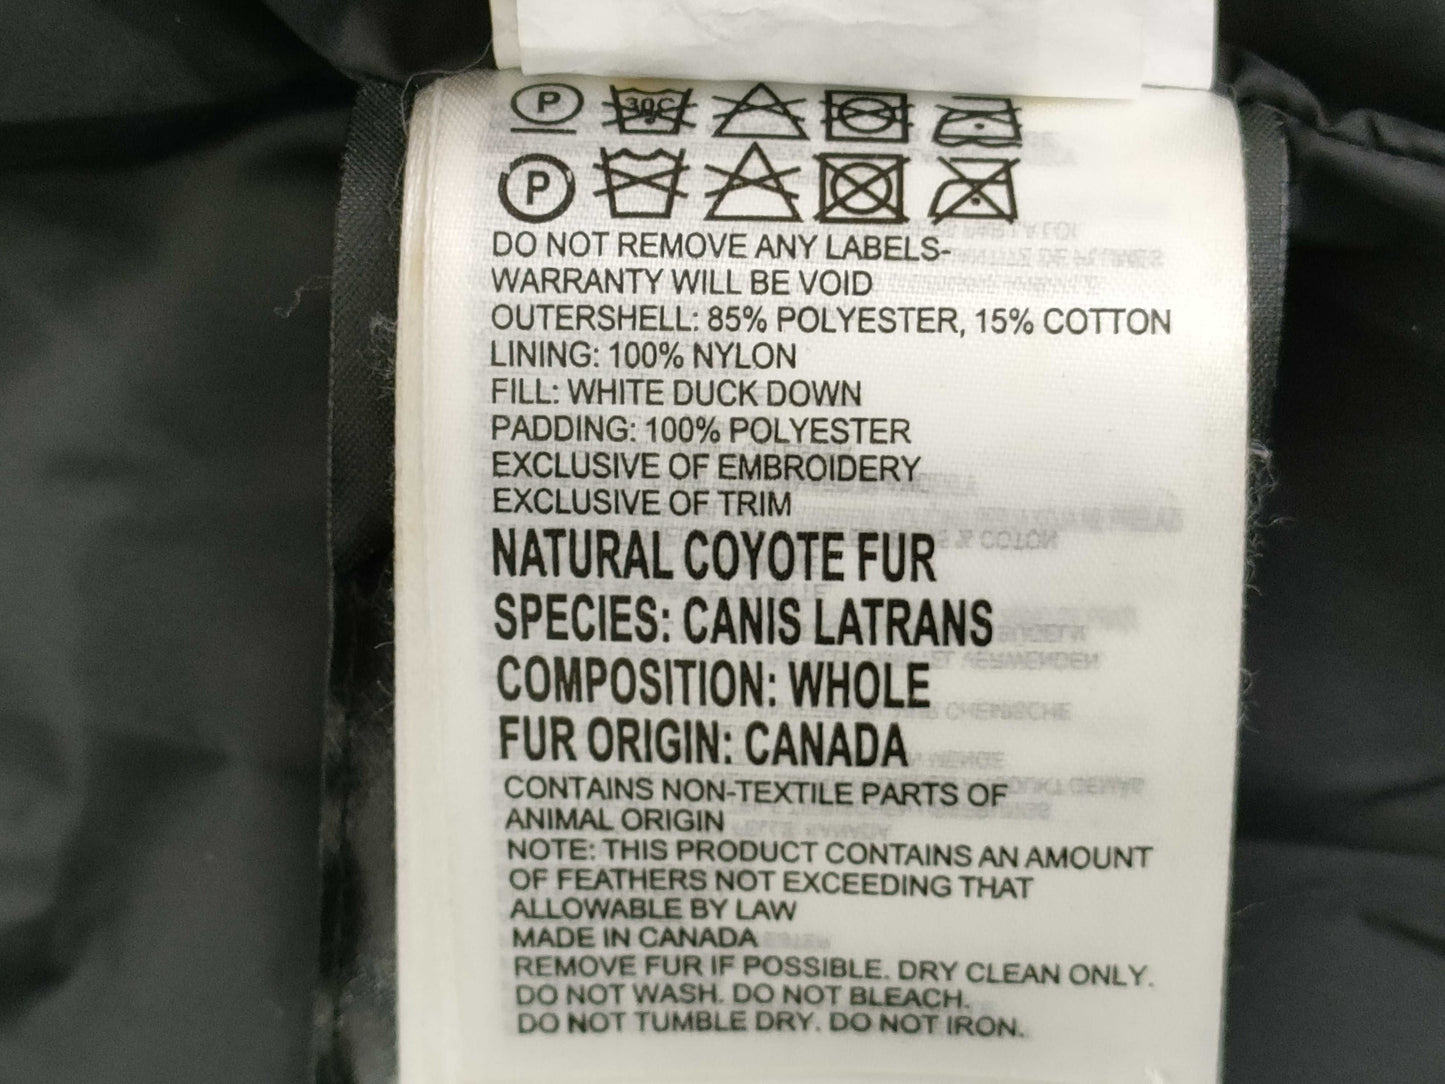 P 30C
P
DO NOT REMOVE ANY LABELS-
WARRANTY WILL BE VOID
OUTERSHELL: 85% POLYESTER, 15% COTTON
LINING: 100% NYLON
FILL: WHITE DUCK DOWN
PADDING: 100% POLYESTER
EXCLUSIVE OF EMBROIDERY
EXCLUSIVE OF TRIM
NATURAL COYOTE FUR
SPECIES: CANIS LATRANS
COMPOSITION: WHOLE
FUR ORIGIN: CANADA
CONTAINS NON-TEXTILE PARTS OF
ANIMAL ORIGIN
NOTE: THIS PRODUCT CONTAINS AN AMOUNT
OF FEATHERS NOT EXCEEDING THAT
ALLOWABLE BY LAW
MADE IN CANADA
REMOVE FUR IF POSSIBLE. DRY CLEAN ONLY.
DO NOT WASH. DO NOT BLEACH.
DO NOT TUMBLE DRY. DO NOT IRON.